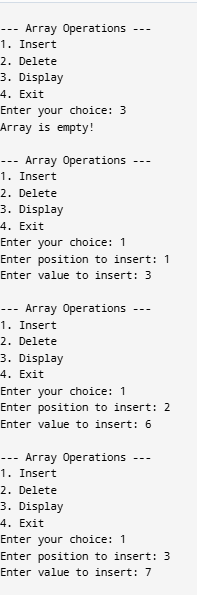 --- Array Operations ---
1. Insert
2. Delete
3. Display
4. Exit
Enter your choice: 3
Array is empty!
--- Array Operations ---
1. Insert
2. Delete
3. Display
4. Exit
Enter your choice: 1
Enter position to insert: 1
Enter value to insert: 3
--- Array Operations ---
1. Insert
2. Delete
3. Display
4. Exit
Enter your choice: 1
Enter position to insert: 2
Enter value to insert: 6
--- Array Operations ---
1. Insert
2. Delete
3. Display
4. Exit
Enter your choice: 1
Enter position to insert: 3
Enter value to insert: 7